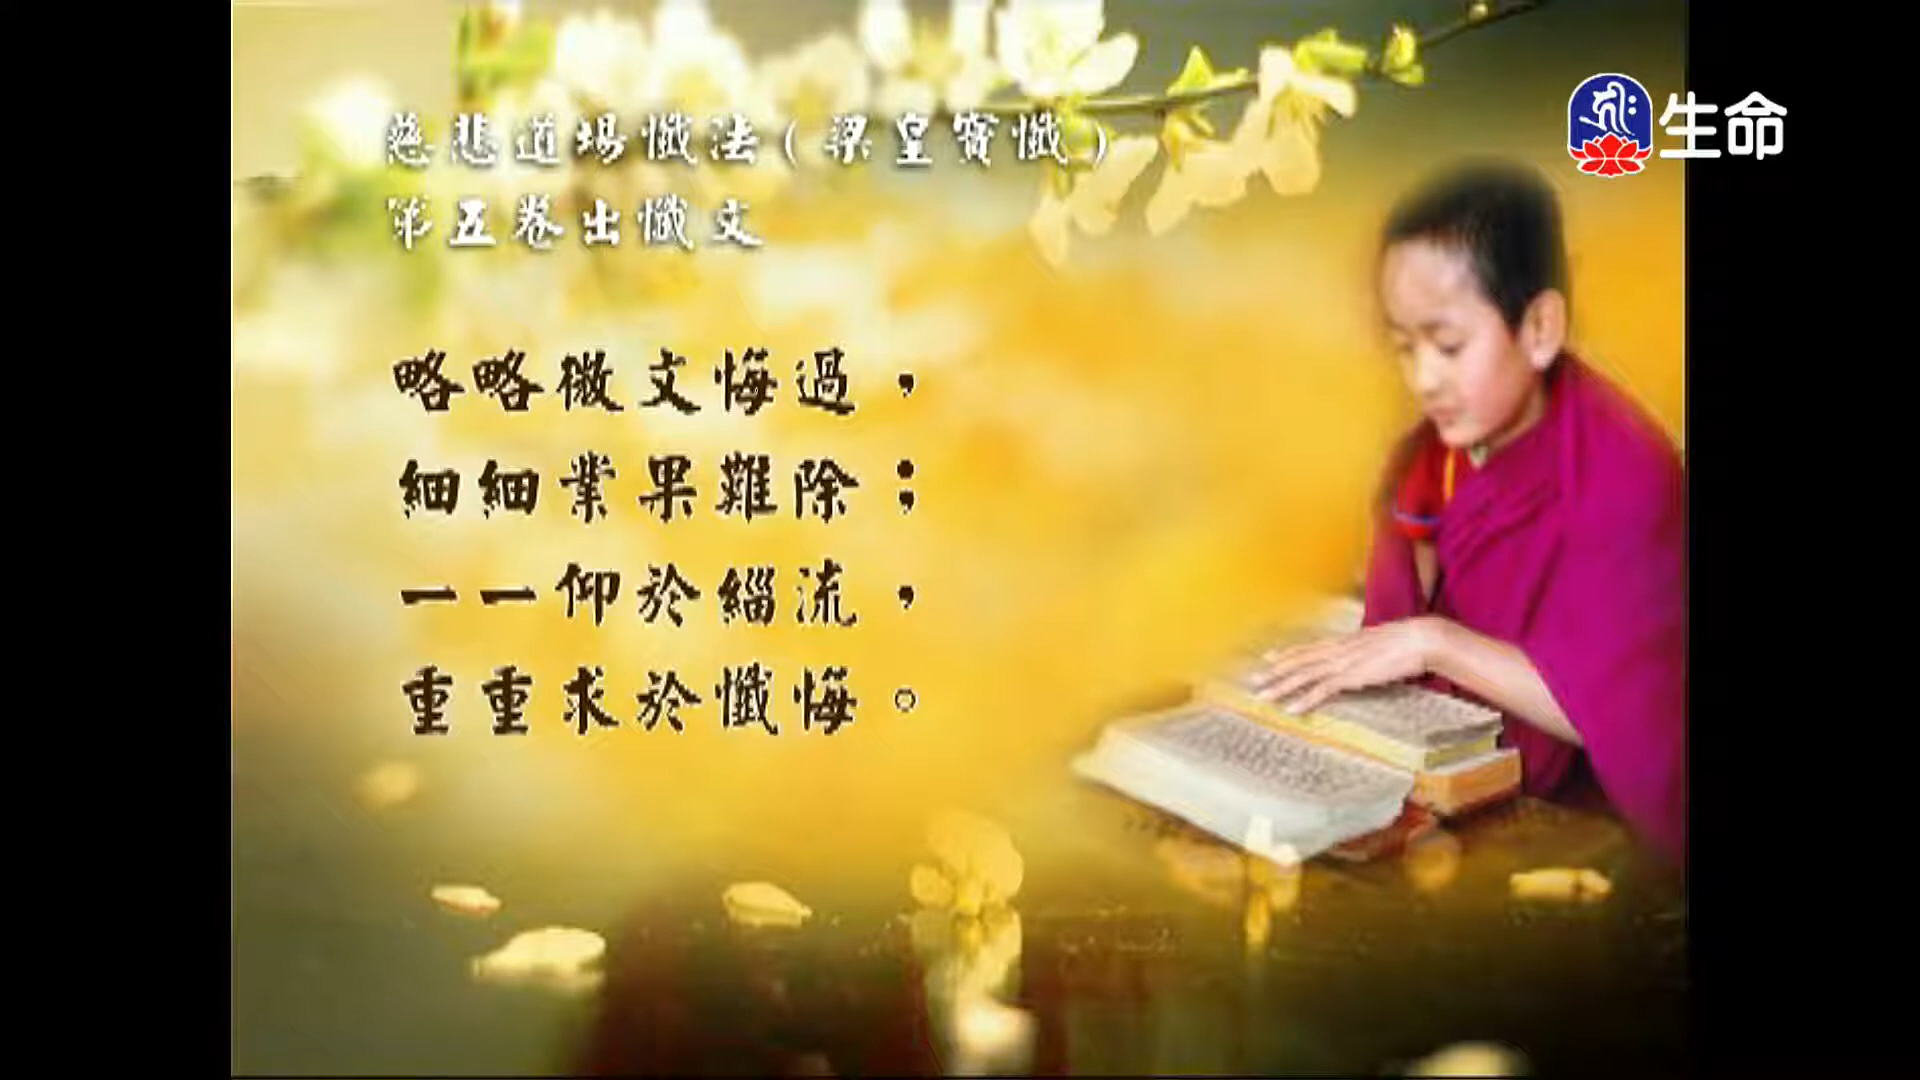 慈悲道場懺法(梁皇寶懺)
第五卷出懺文
生命
略略微文悔過，
細細業果難除；
一一仰於緇流，
重重求於懺悔。